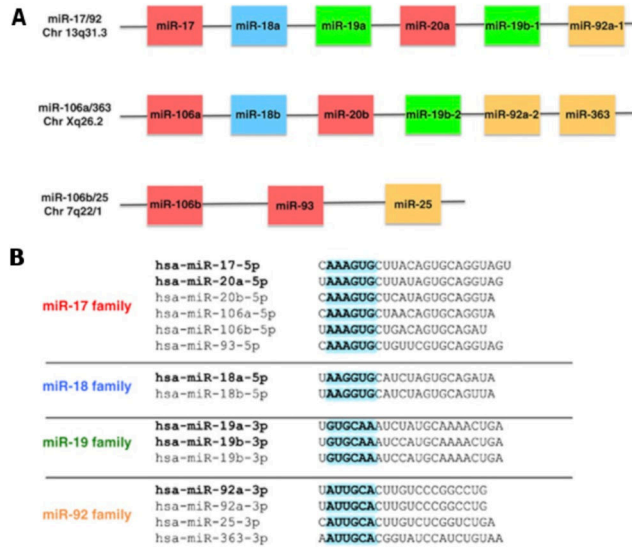 A
miR-17/92
Chr 13q31.3
miR-17 miR-18a miR-19a miR-20a miR-19b-1 miR-92a-1
miR-106a/363
Chr Xq26.2
miR-106a miR-18b miR-20b miR-19b-2 miR-92a-2 miR-363
miR-106b/25
Chr 7q22/1
miR-106b miR-93 miR-25
B
hsa-miR-17-5p CAAAGUGCUUACAGUGCAGGUAGU
hsa-miR-20a-5p UAAAGUGCUUAUAGUGCAGGUAG
hsa-miR-20b-5p CAAAGUGCUCAUAGUGCAGGUA
miR-17 family
hsa-miR-106a-5p CAAAGUGCUAACAGUGCAGGUA
hsa-miR-106b-5p UAAAGUGCUGACAGUGCAGAU
hsa-miR-93-5p CAAAGUGCUGUUCGUGCAGGUAG
miR-18 family
hsa-miR-18a-5p UAAGGUGCAUCUAGUGCAGAUA
hsa-miR-18b-5p UAAGGUGCAUCUAGUGCAGUUA
hsa-miR-19a-3p UGUGCAAAUCUAUGCAAAACUGA
miR-19 family hsa-miR-19b-3p UGUGCAAAUCCAUGCAAAACUGA
hsa-miR-19b-3p UGUGCAAAUCCAUGCAAAACUGA
hsa-miR-92a-3p UAUUGCACUUGUCCCGGCCUG
miR-92 family hsa-miR-92a-3p UAUUGCACUUGUCCCGGCCUG
hsa-miR-25-3p CAUUGCACUUGUCUCGGUCUGA
hsa-miR-363-3p AAUUGCACGGUAUCCAUCUGUAA